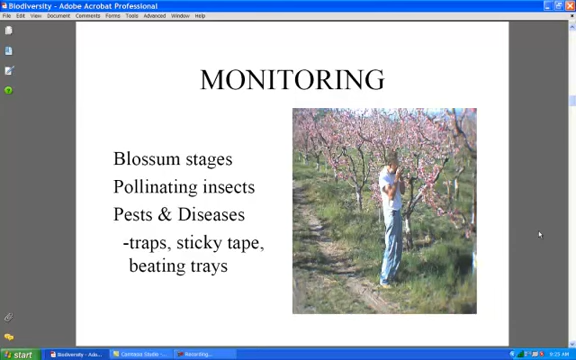 Biodiversity - Adobe Acrobat Professional
File Edit View Document Comments Forms Tools Advanced Window Help
MONITORING
Blossum stages
Pollinating insects
Pests & Diseases
-traps, sticky tape,
beating trays
start Biodiversity - Ado... Camtasia Studio - ... Recording...